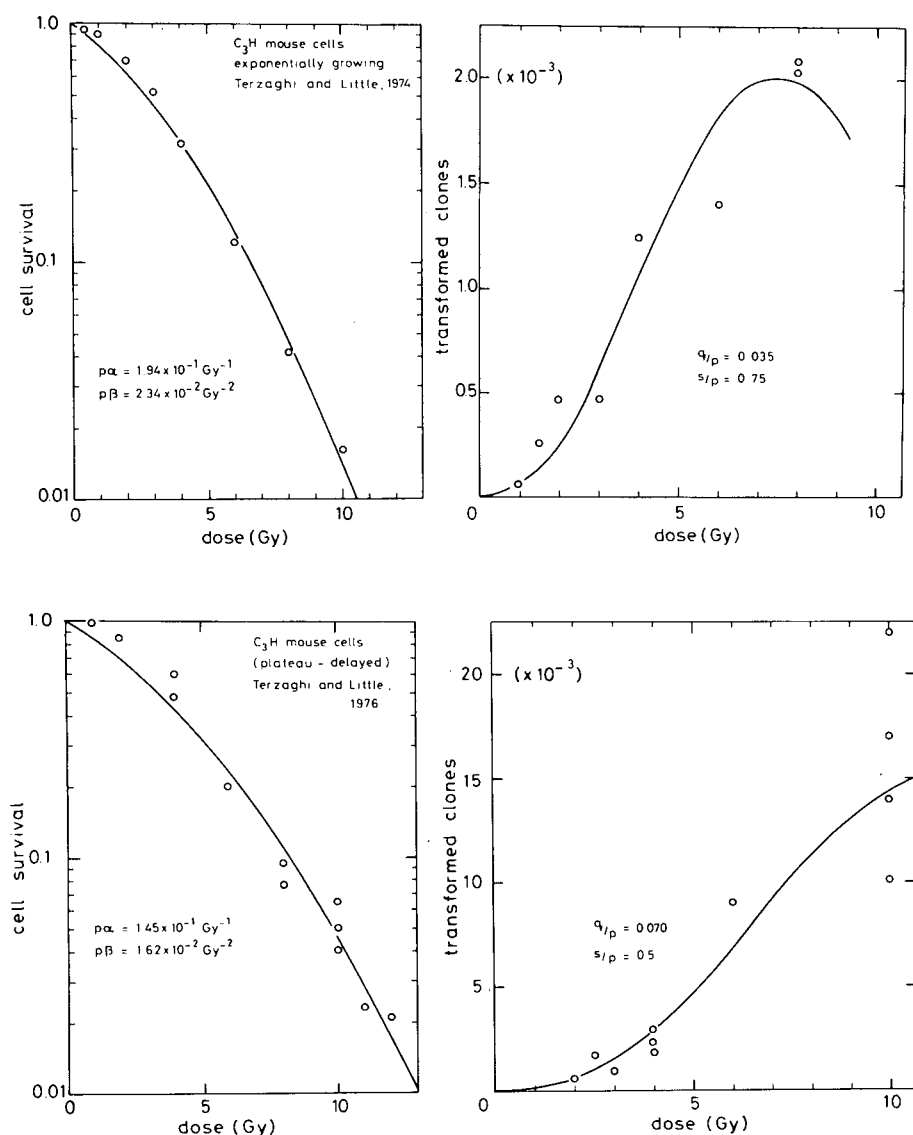 C3H mouse cells
exponentially growing
Terzaghi and Little, 1974
1.0
0.1
0.01
cell survival
pα = 1.94 x 10⁻¹ Gy⁻¹
pβ = 2.34 x 10⁻² Gy⁻²
0 5 10
dose (Gy)
(x10⁻³)
2.0
1.5
1.0
0.5
transformed clones
q/p = 0 035
s/p = 0 75
0 5 10
dose (Gy)
C3H mouse cells
(plateau - delayed)
Terzaghi and Little,
1976
1.0
0.1
0.01
cell survival
pα = 1.45 x 10⁻¹ Gy⁻¹
pβ = 1.62 x 10⁻² Gy⁻²
0 5 10
dose (Gy)
(x10⁻³)
20
15
10
5
transformed clones
q/p = 0.070
s/p = 0.5
0 5 10
dose (Gy)